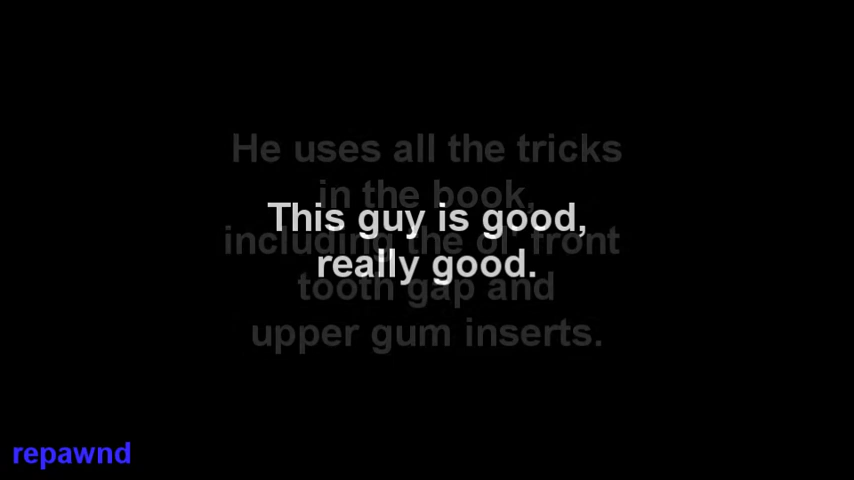 He uses all the tricks
in the book,
including the ol' front
tooth gap and
upper gum inserts.
This guy is good,
really good.
repawnd